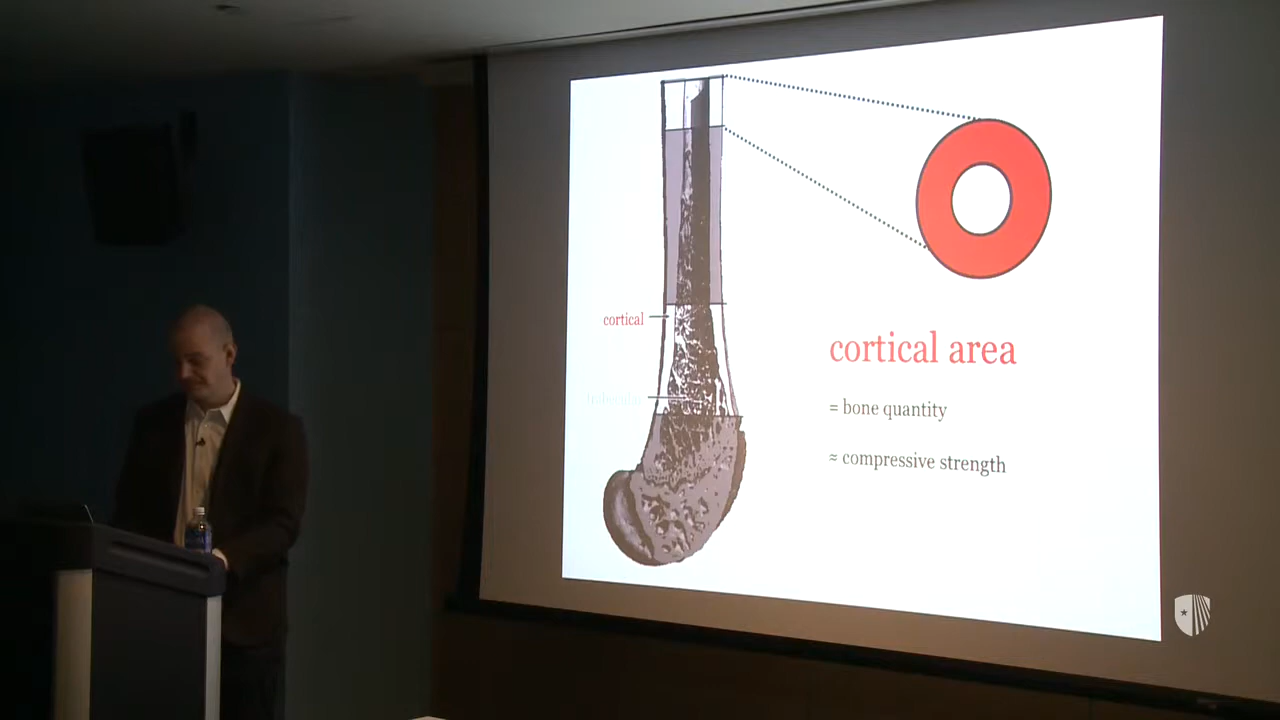 cortical
cortical area
= bone quantity
≈ compressive strength